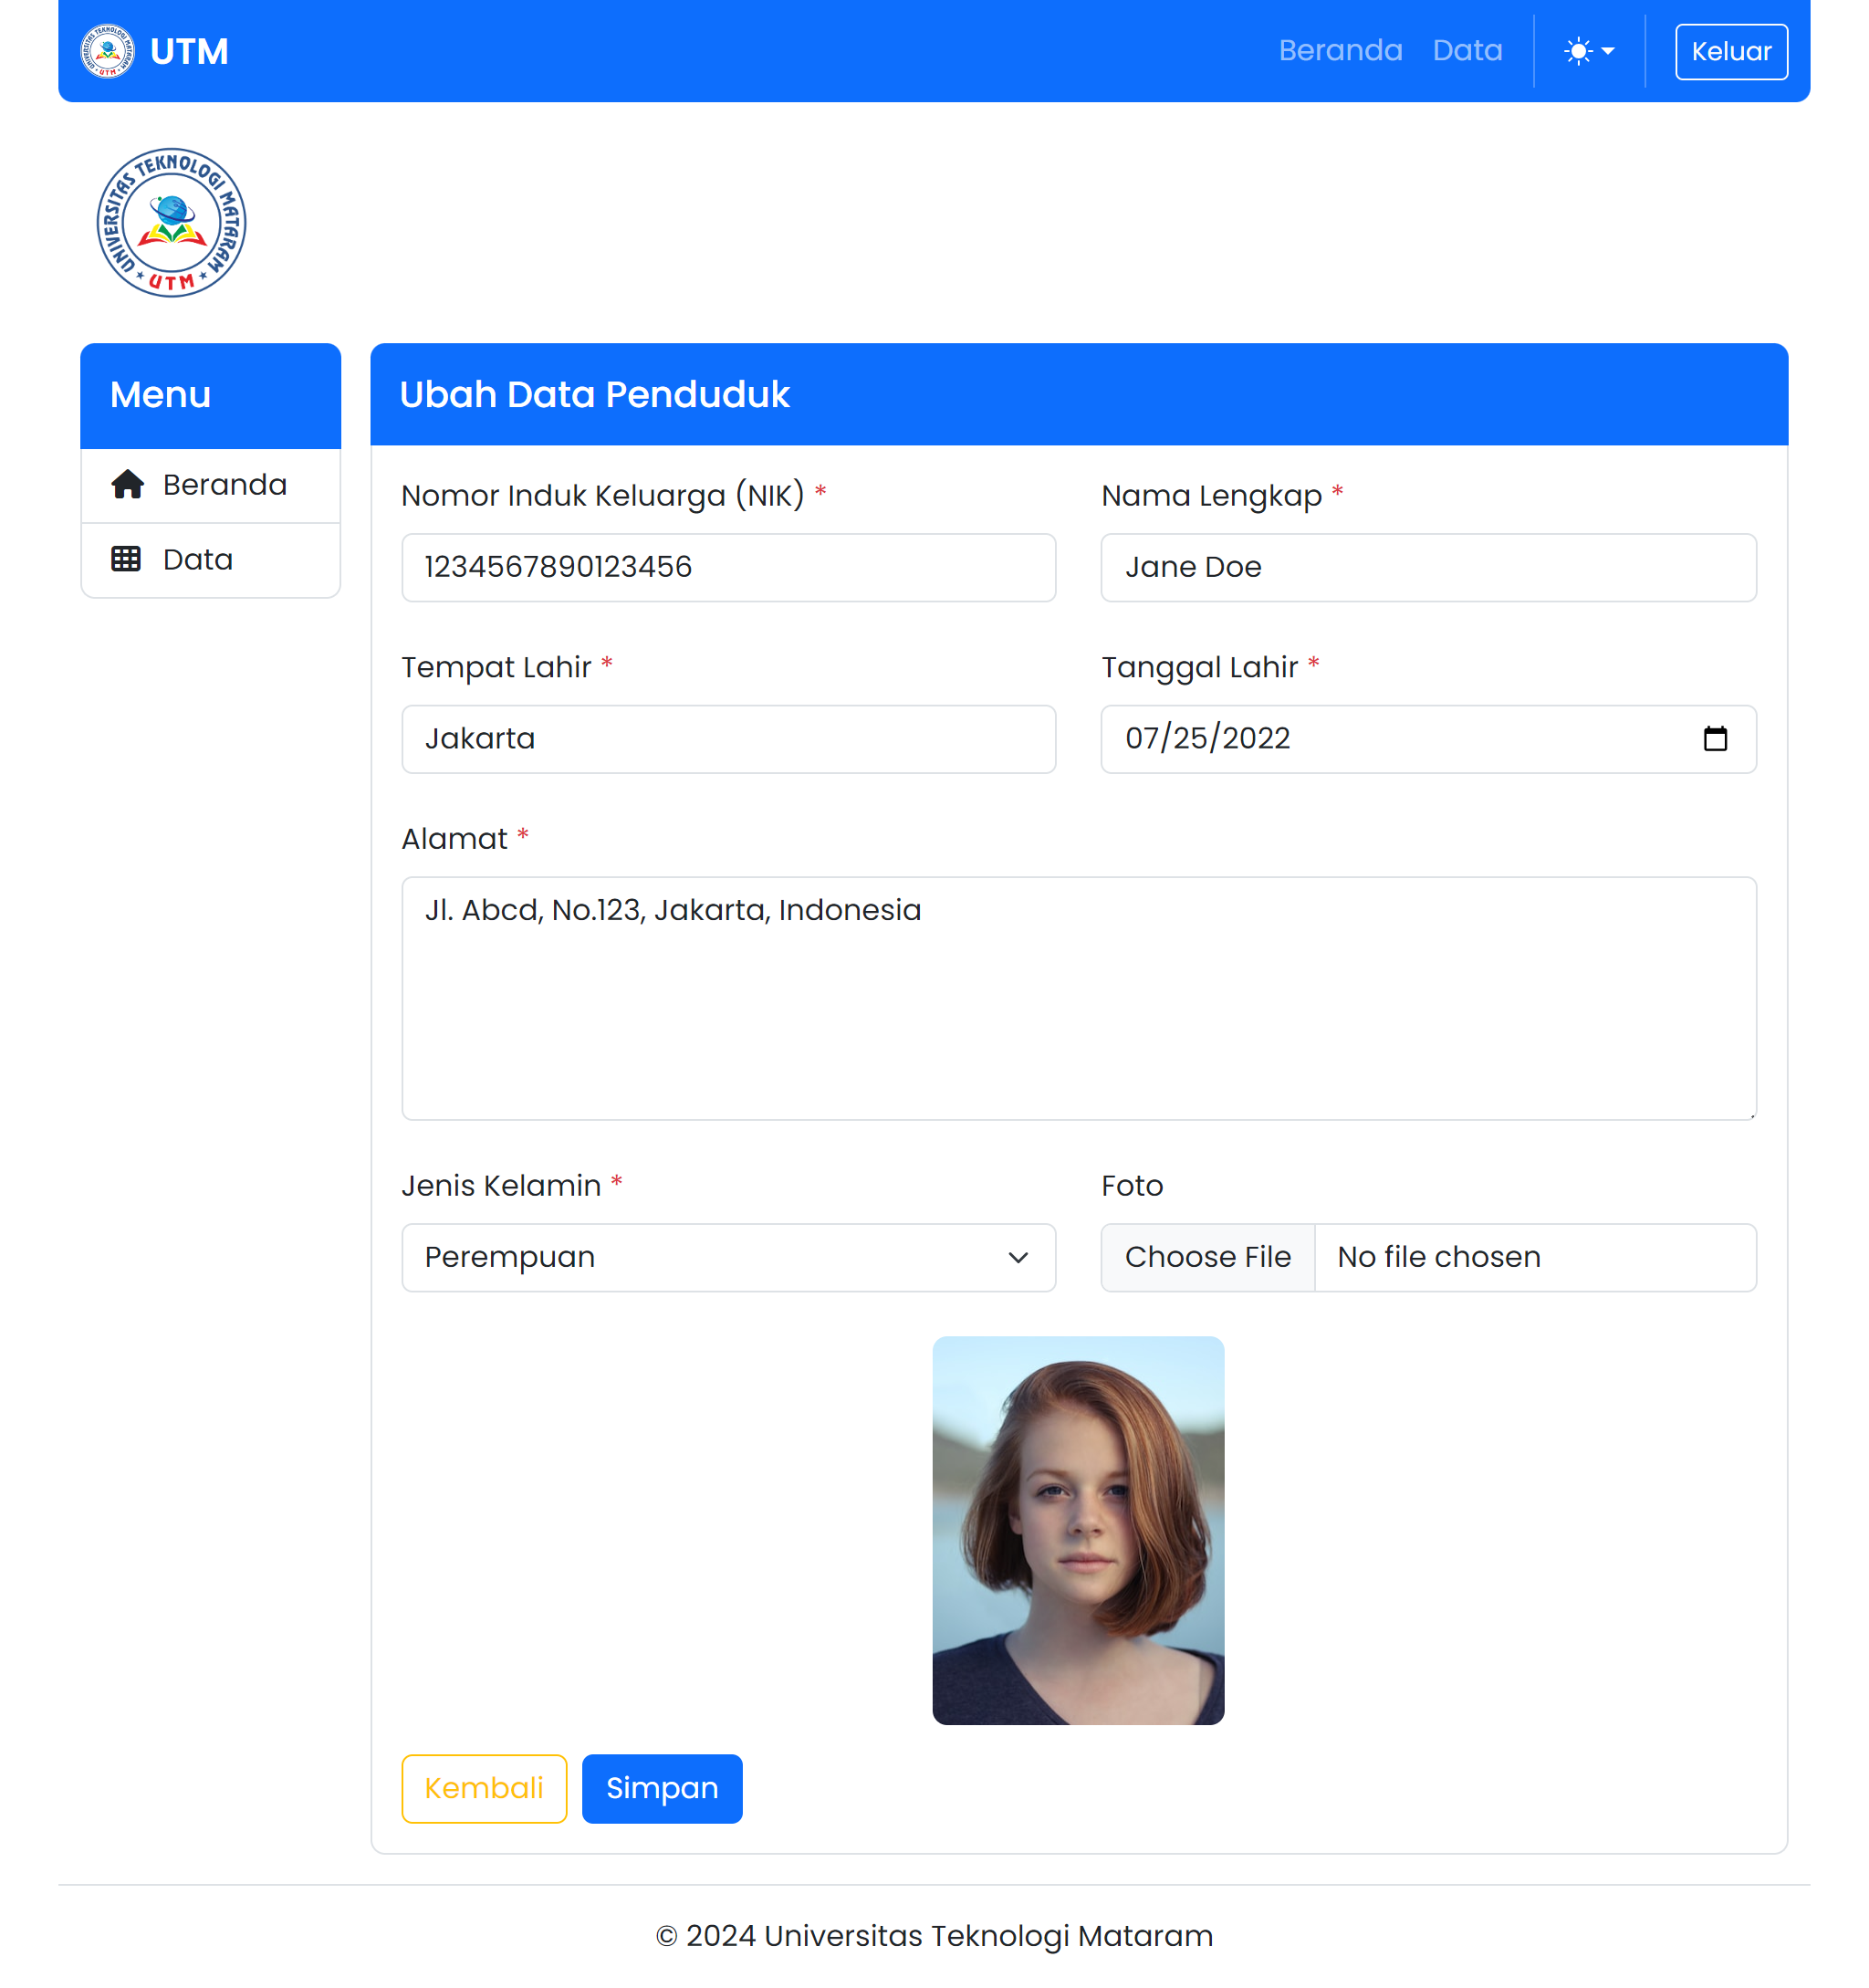 UTM
Beranda Data Keluar
UNIVERSITAS TEKNOLOGI MATARAM
UTM
Menu
Beranda
Data
Ubah Data Penduduk
Nomor Induk Keluarga (NIK) * Nama Lengkap *
1234567890123456 Jane Doe
Tempat Lahir * Tanggal Lahir *
Jakarta 07/25/2022
Alamat *
Jl. Abcd, No.123, Jakarta, Indonesia
Jenis Kelamin * Foto
Perempuan Choose File No file chosen
Kembali Simpan
© 2024 Universitas Teknologi Mataram